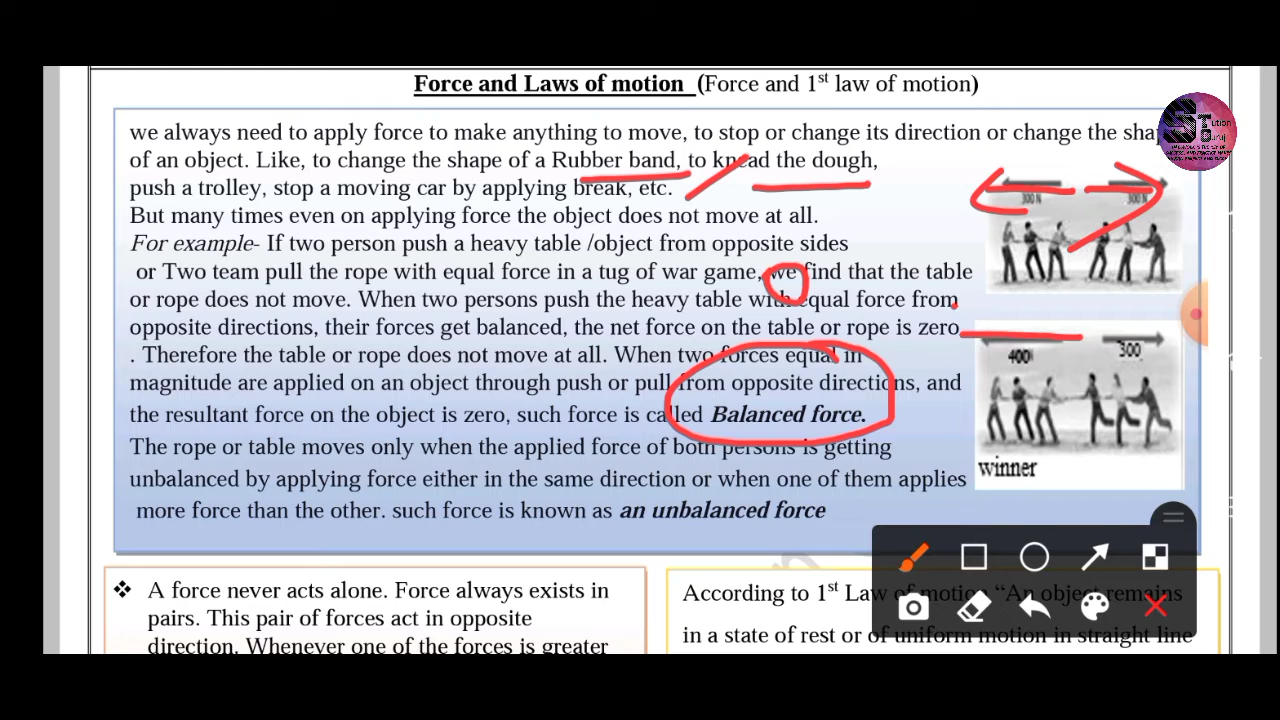 Force and Laws of motion (Force and 1st law of motion)
we always need to apply force to make anything to move, to stop or change its direction or change the shap
of an object. Like, to change the shape of a Rubber band, to knead the dough,
push a trolley, stop a moving car by applying break, etc.
But many times even on applying force the object does not move at all.
For example- If two person push a heavy table /object from opposite sides
or Two team pull the rope with equal force in a tug of war game, we find that the table
or rope does not move. When two persons push the heavy table with equal force from
opposite directions, their forces get balanced, the net force on the table or rope is zero
. Therefore the table or rope does not move at all. When two forces equal in
magnitude are applied on an object through push or pull from opposite directions, and
the resultant force on the object is zero, such force is called Balanced force.
The rope or table moves only when the applied force of both persons is getting
unbalanced by applying force either in the same direction or when one of them applies
more force than the other. such force is known as an unbalanced force
300 N 300 N
400 300
winner
❖ A force never acts alone. Force always exists in
pairs. This pair of forces act in opposite
direction. Whenever one of the forces is greater
According to 1st Law of motion "An object remains
in a state of rest or of uniform motion in straight line